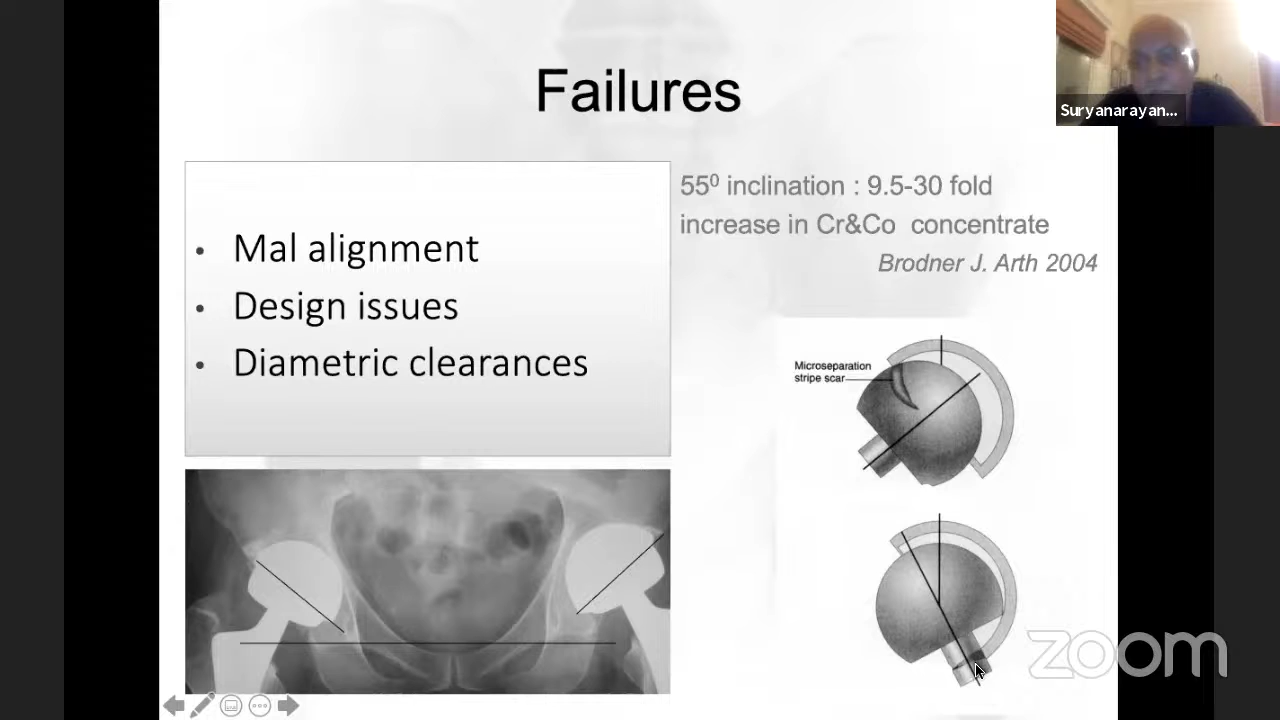 Failures
Suryanarayan...
• Mal alignment
• Design issues
• Diametric clearances
55⁰ inclination : 9.5-30 fold
increase in Cr&Co concentrate
Brodner J. Arth 2004
Microseparation
stripe scar
zoom